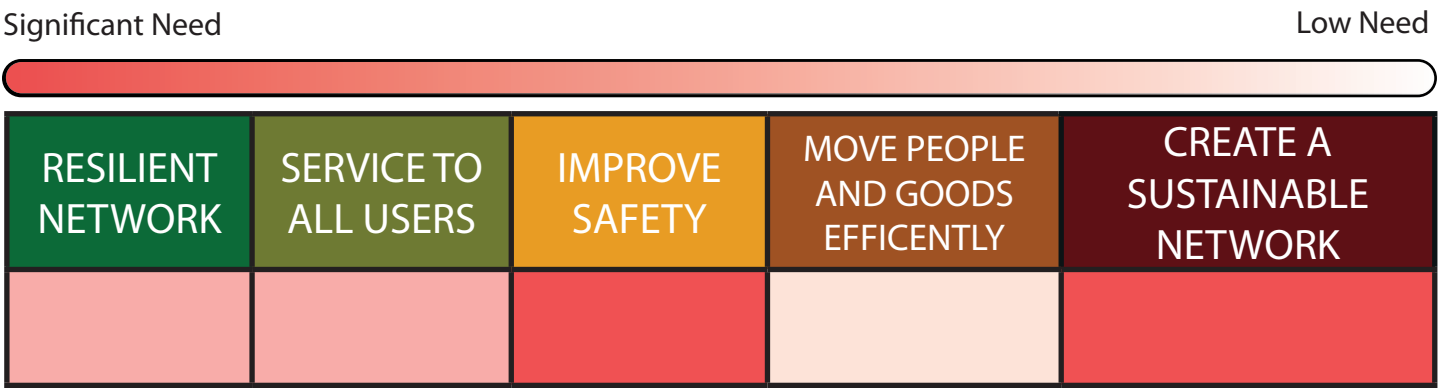 Significant Need
Low Need
RESILIENT
NETWORK
SERVICE TO
ALL USERS
IMPROVE
SAFETY
MOVE PEOPLE
AND GOODS
EFFICENTLY
CREATE A
SUSTAINABLE
NETWORK